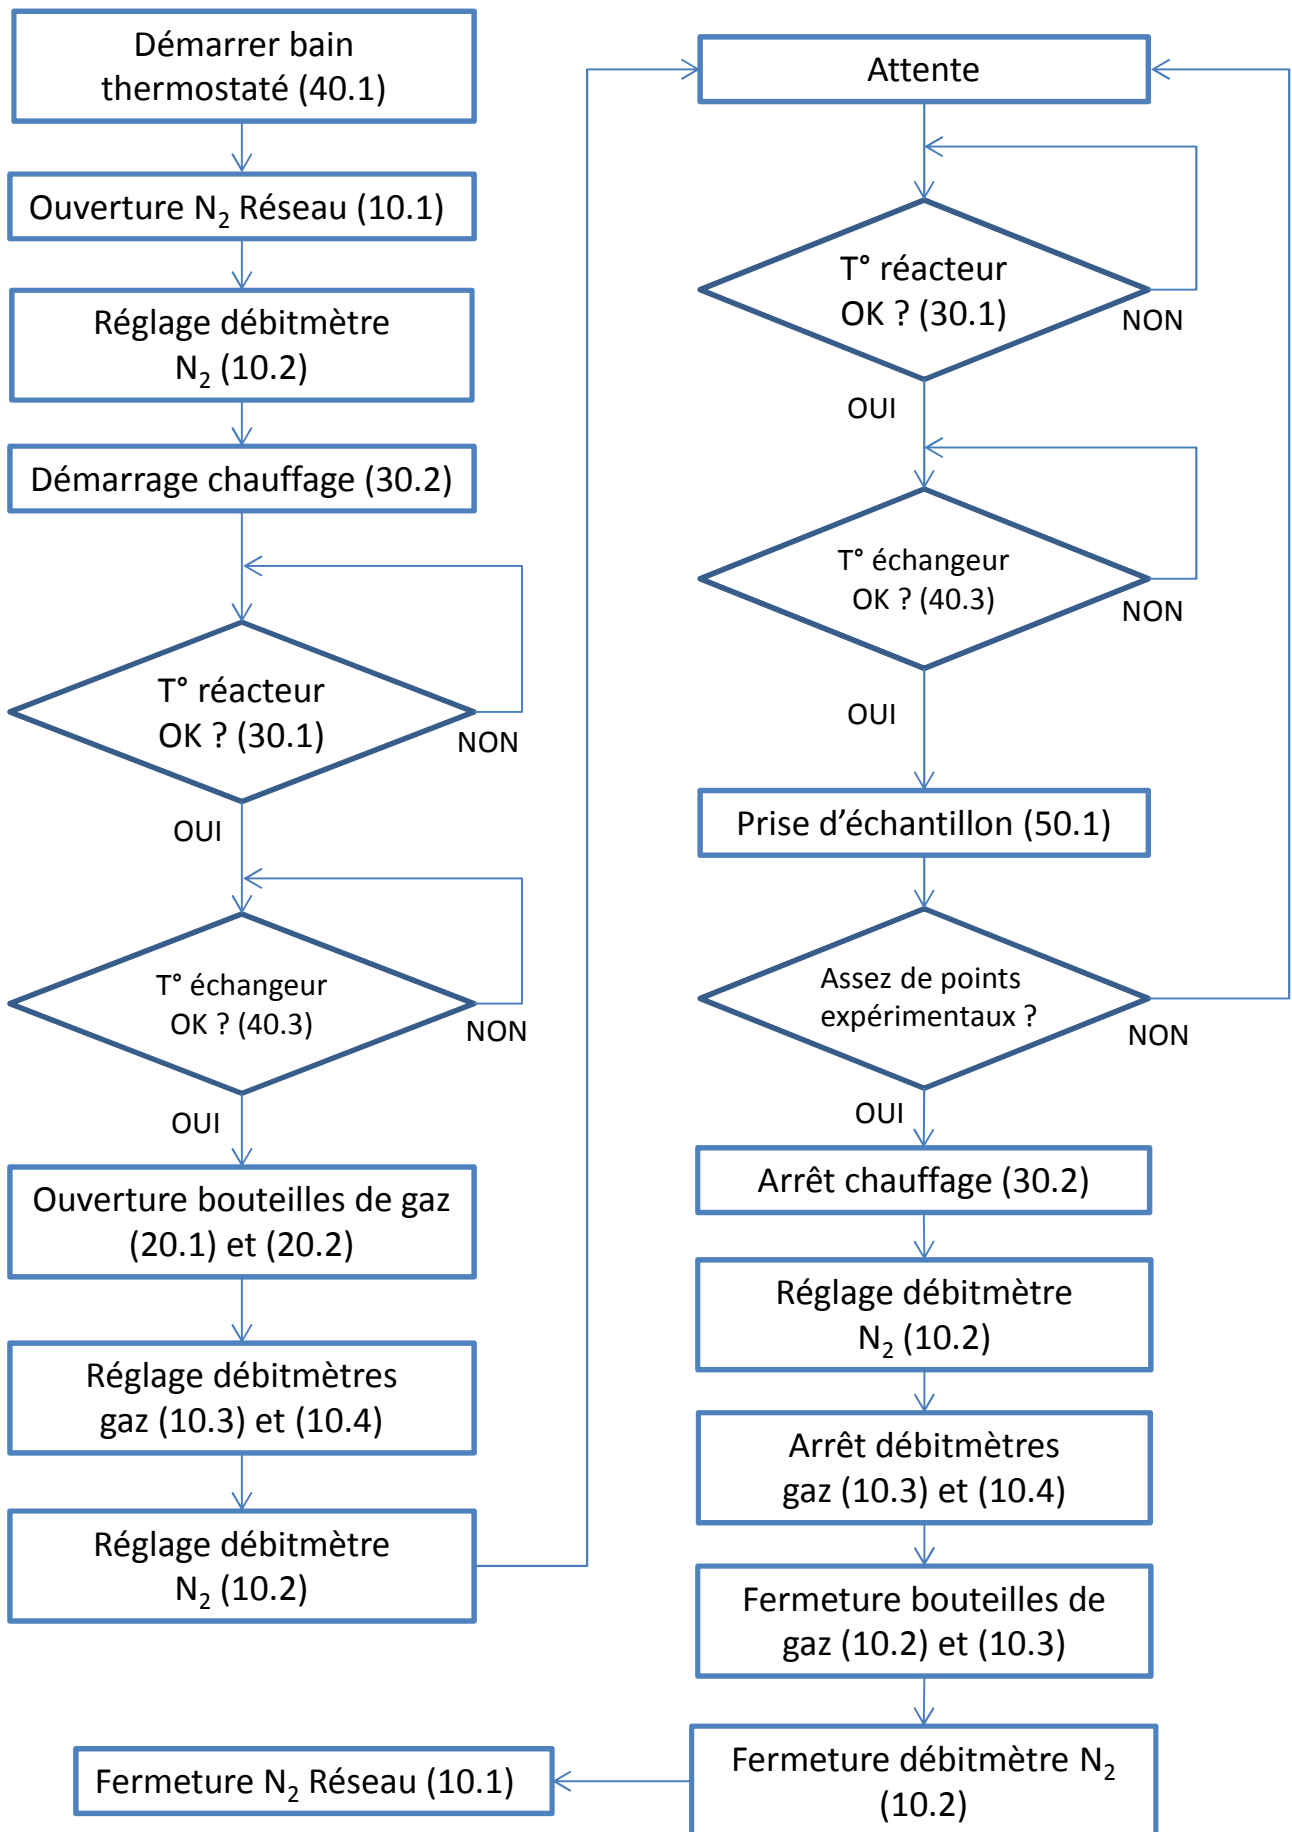 Démarrer bain
thermostaté (40.1)
Ouverture N₂ Réseau (10.1)
Réglage débitmètre
N₂ (10.2)
Démarrage chauffage (30.2)
T° réacteur
OK ? (30.1)
NON
OUI
T° échangeur
OK ? (40.3)
NON
OUI
Ouverture bouteilles de gaz
(20.1) et (20.2)
Réglage débitmètres
gaz (10.3) et (10.4)
Réglage débitmètre
N₂ (10.2)
Attente
T° réacteur
OK ? (30.1)
NON
OUI
T° échangeur
OK ? (40.3)
NON
OUI
Prise d’échantillon (50.1)
Assez de points
expérimentaux ?
NON
OUI
Arrêt chauffage (30.2)
Réglage débitmètre
N₂ (10.2)
Arrêt débitmètres
gaz (10.3) et (10.4)
Fermeture bouteilles de
gaz (10.2) et (10.3)
Fermeture débitmètre N₂
(10.2)
Fermeture N₂ Réseau (10.1)